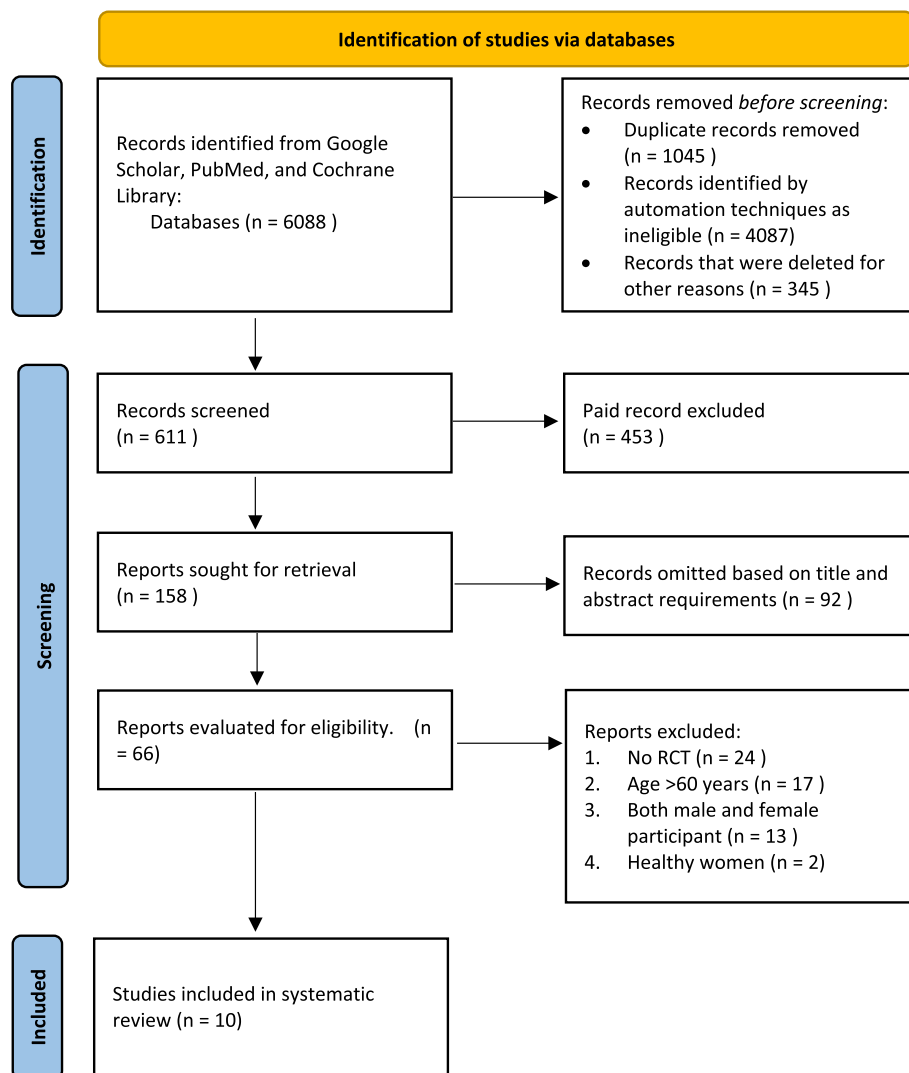 Identification of studies via databases
Identification
Records identified from Google
Scholar, PubMed, and Cochrane
Library:
Databases (n = 6088 )
Records removed before screening:
• Duplicate records removed
(n = 1045 )
• Records identified by
automation techniques as
ineligible (n = 4087)
• Records that were deleted for
other reasons (n = 345 )
Screening
Records screened
(n = 611 )
Paid record excluded
(n = 453 )
Reports sought for retrieval
(n = 158 )
Records omitted based on title and
abstract requirements (n = 92 )
Reports evaluated for eligibility. (n
= 66)
Reports excluded:
1. No RCT (n = 24 )
2. Age >60 years (n = 17 )
3. Both male and female
participant (n = 13 )
4. Healthy women (n = 2)
Included
Studies included in systematic
review (n = 10)